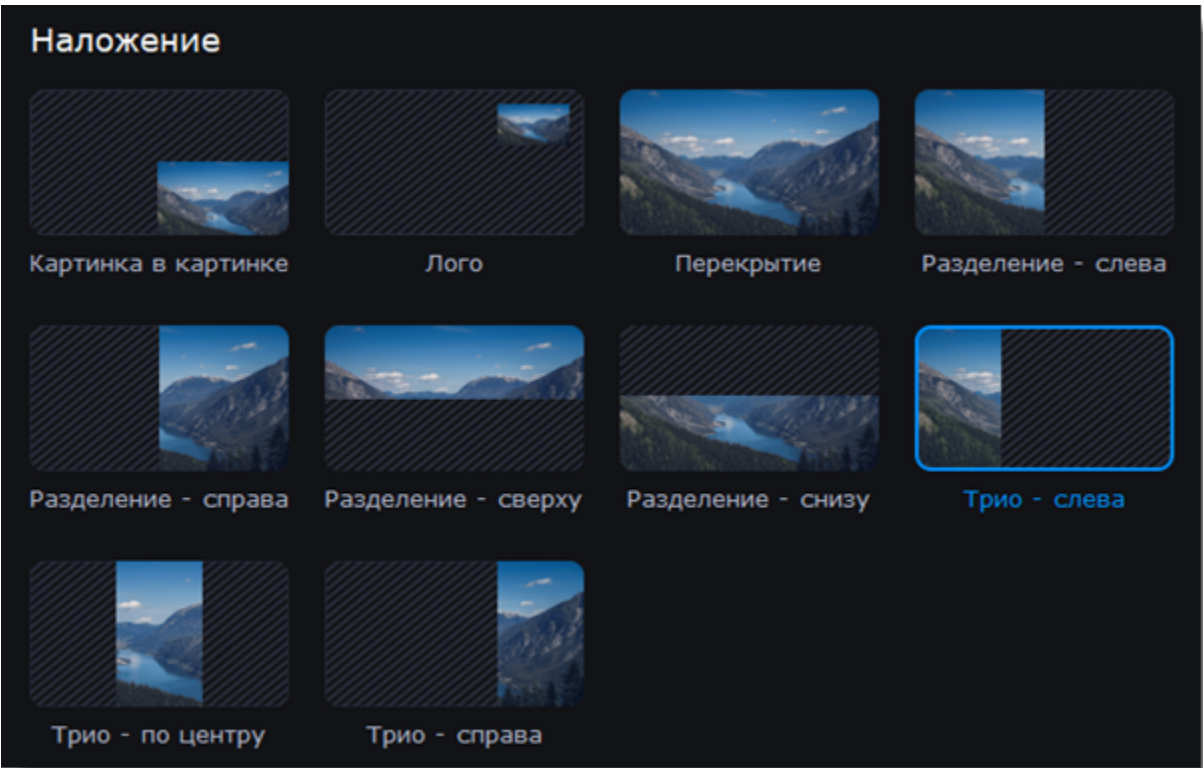 Наложение
Картинка в картинке
Лого
Перекрытие
Разделение - слева
Разделение - справа
Разделение - сверху
Разделение - снизу
Трио - слева
Трио - по центру
Трио - справа